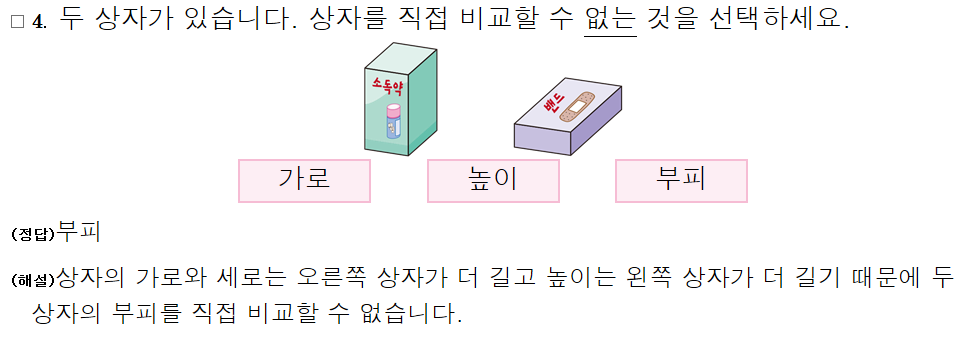 □ 4. 두 상자가 있습니다. 상자를 직접 비교할 수 없는 것을 선택하세요.
소독약
밴드
가로
높이
부피
(정답)부피
(해설)상자의 가로와 세로는 오른쪽 상자가 더 길고 높이는 왼쪽 상자가 더 길기 때문에 두
상자의 부피를 직접 비교할 수 없습니다.